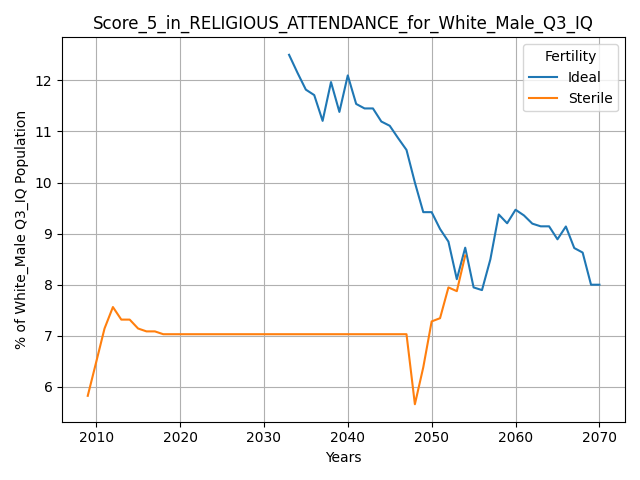 Score_5_in_RELIGIOUS_ATTENDANCE_for_White_Male_Q3_IQ
Fertility
Ideal
Sterile
% of White_Male Q3_IQ Population
12
11
10
9
8
7
6
2010 2020 2030 2040 2050 2060 2070
Years